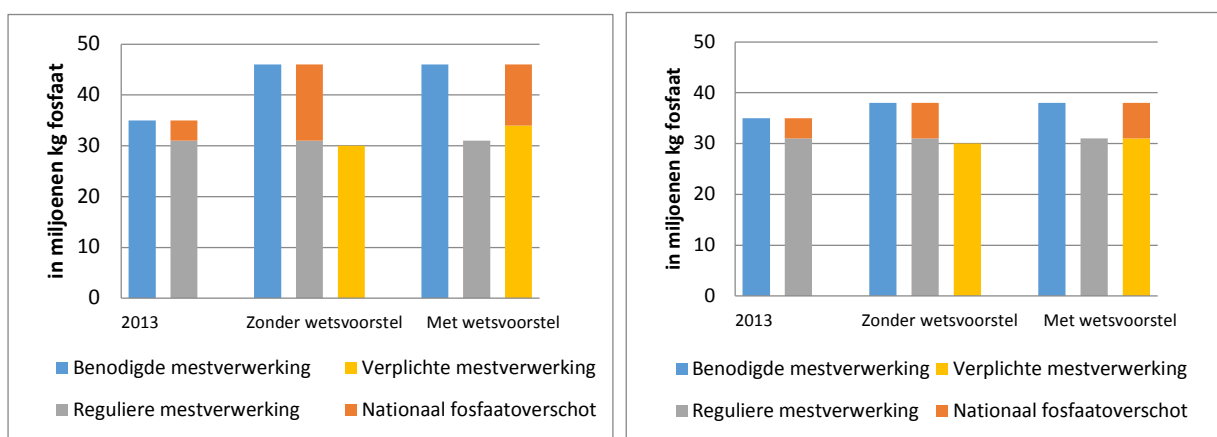 in miljoenen kg fosfaat
50
40
30
20
10
0
2013 Zonder wetsvoorstel Met wetsvoorstel
Benodigde mestverwerking Verplichte mestverwerking
Reguliere mestverwerking Nationaal fosfaatoverschot
in miljoenen kg fosfaat
50
40
30
20
10
0
2013 Zonder wetsvoorstel Met wetsvoorstel
Benodigde mestverwerking Verplichte mestverwerking
Reguliere mestverwerking Nationaal fosfaatoverschot